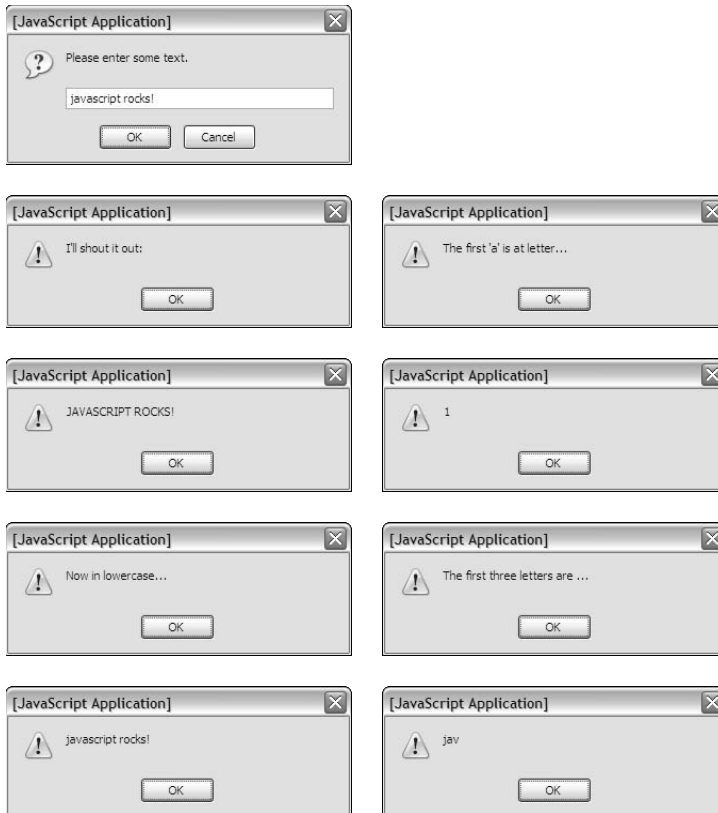 [JavaScript Application]
Please enter some text.
javascript rocks!
OK
Cancel
[JavaScript Application]
I'll shout it out:
OK
[JavaScript Application]
JAVASCRIPT ROCKS!
OK
[JavaScript Application]
Now in lowercase...
OK
[JavaScript Application]
javascript rocks!
OK
[JavaScript Application]
The first 'a' is at letter...
OK
[JavaScript Application]
1
OK
[JavaScript Application]
The first three letters are ...
OK
[JavaScript Application]
jav
OK